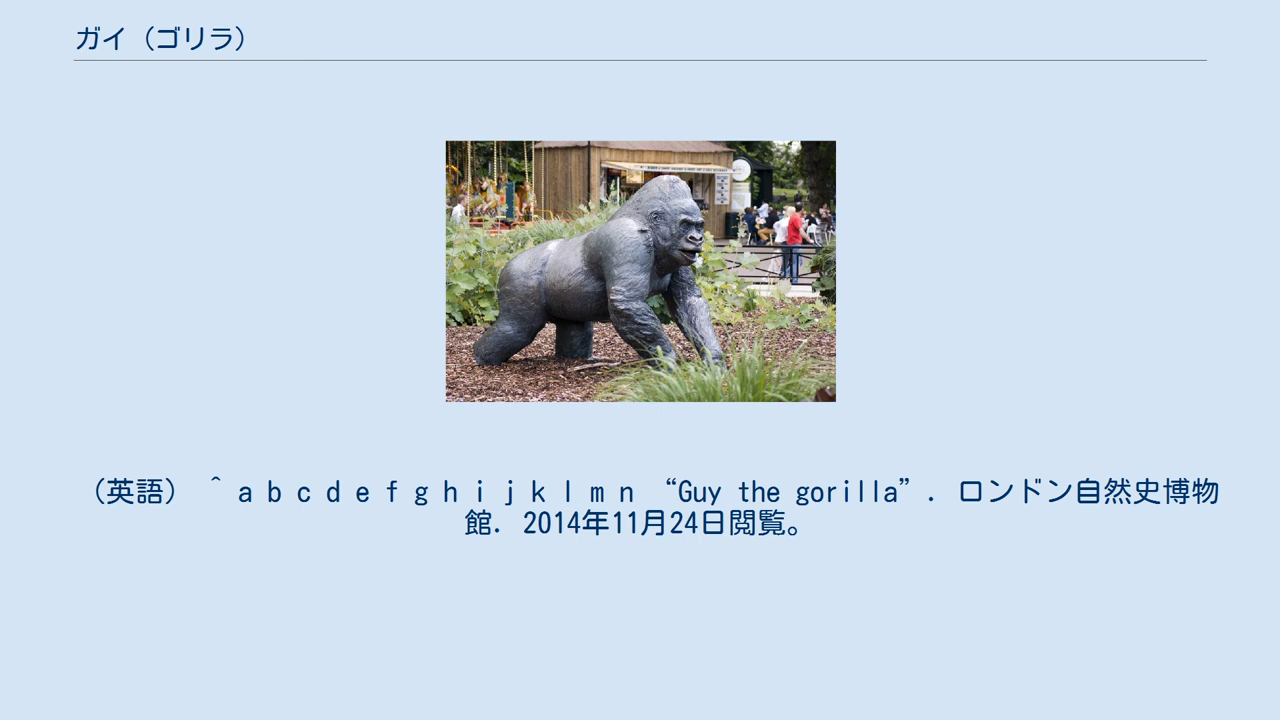 ガイ（ゴリラ）
（英語） ^ a b c d e f g h i j k l m n “Guy the gorilla”. ロンドン自然史博物
館. 2014年11月24日閲覧。